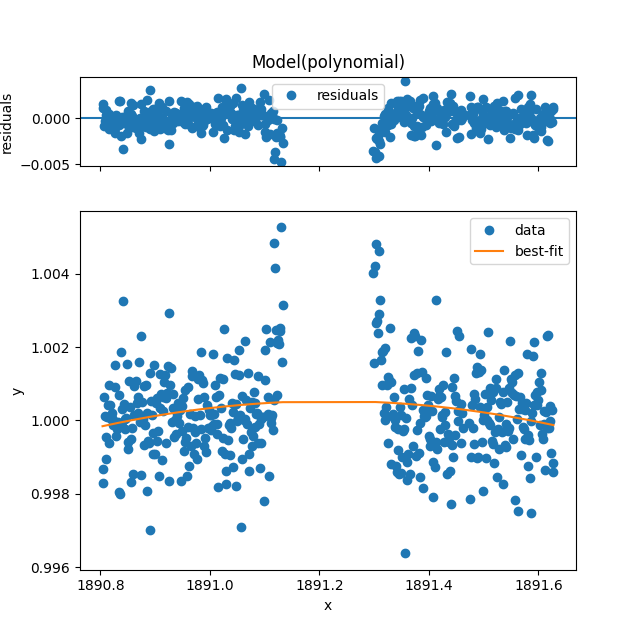 Model(polynomial)
residuals
0.000
−0.005
residuals
1.004
1.002
1.000
0.998
0.996
y
data
best-fit
1890.8 1891.0 1891.2 1891.4 1891.6
x